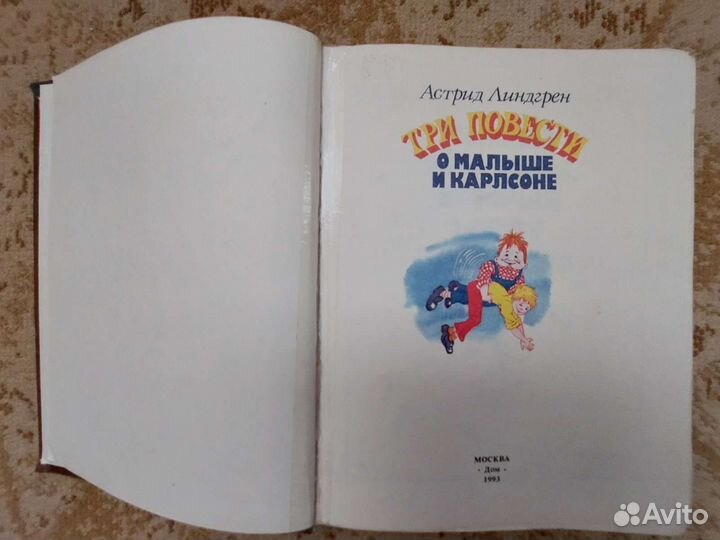 Астрид Линдгрен
ТРИ ПОВЕСТИ
О МАЛЫШЕ
И КАРЛСОНЕ
МОСКВА
· Дом ·
1993
Avito